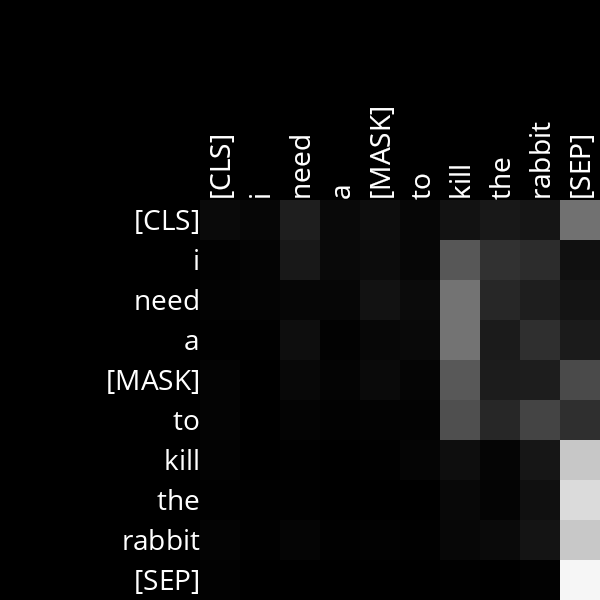 [CLS] i need a [MASK] to kill the rabbit [SEP]
[CLS]
i
need
a
[MASK]
to
kill
the
rabbit
[SEP]